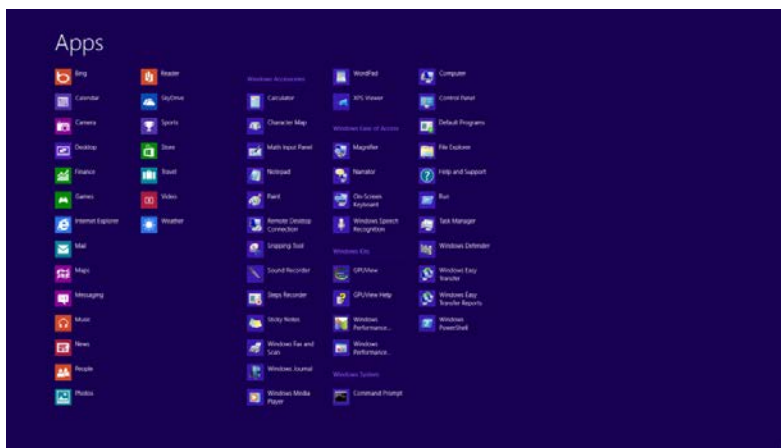 Apps
Bing
Calendar
Camera
Desktop
Finance
Games
Internet Explorer
Mail
Maps
Messaging
Music
News
People
Photos
Reader
SkyDrive
Sports
Store
Travel
Video
Weather
Windows Accessories
Calculator
Character Map
Math Input Panel
Notepad
Paint
Remote Desktop
Connection
Snipping Tool
Sound Recorder
Steps Recorder
Sticky Notes
Windows Fax and
Scan
Windows Journal
Windows Media
Player
WordPad
XPS Viewer
Windows Ease of Access
Magnifier
Narrator
On-Screen
Keyboard
Windows Speech
Recognition
Windows Kits
GPUView
GPUView Help
Windows
Performance...
Windows
Performance...
Windows System
Command Prompt
Computer
Control Panel
Default Programs
File Explorer
Help and Support
Run
Task Manager
Windows Defender
Windows Easy
Transfer
Windows Easy
Transfer Reports
Windows
PowerShell